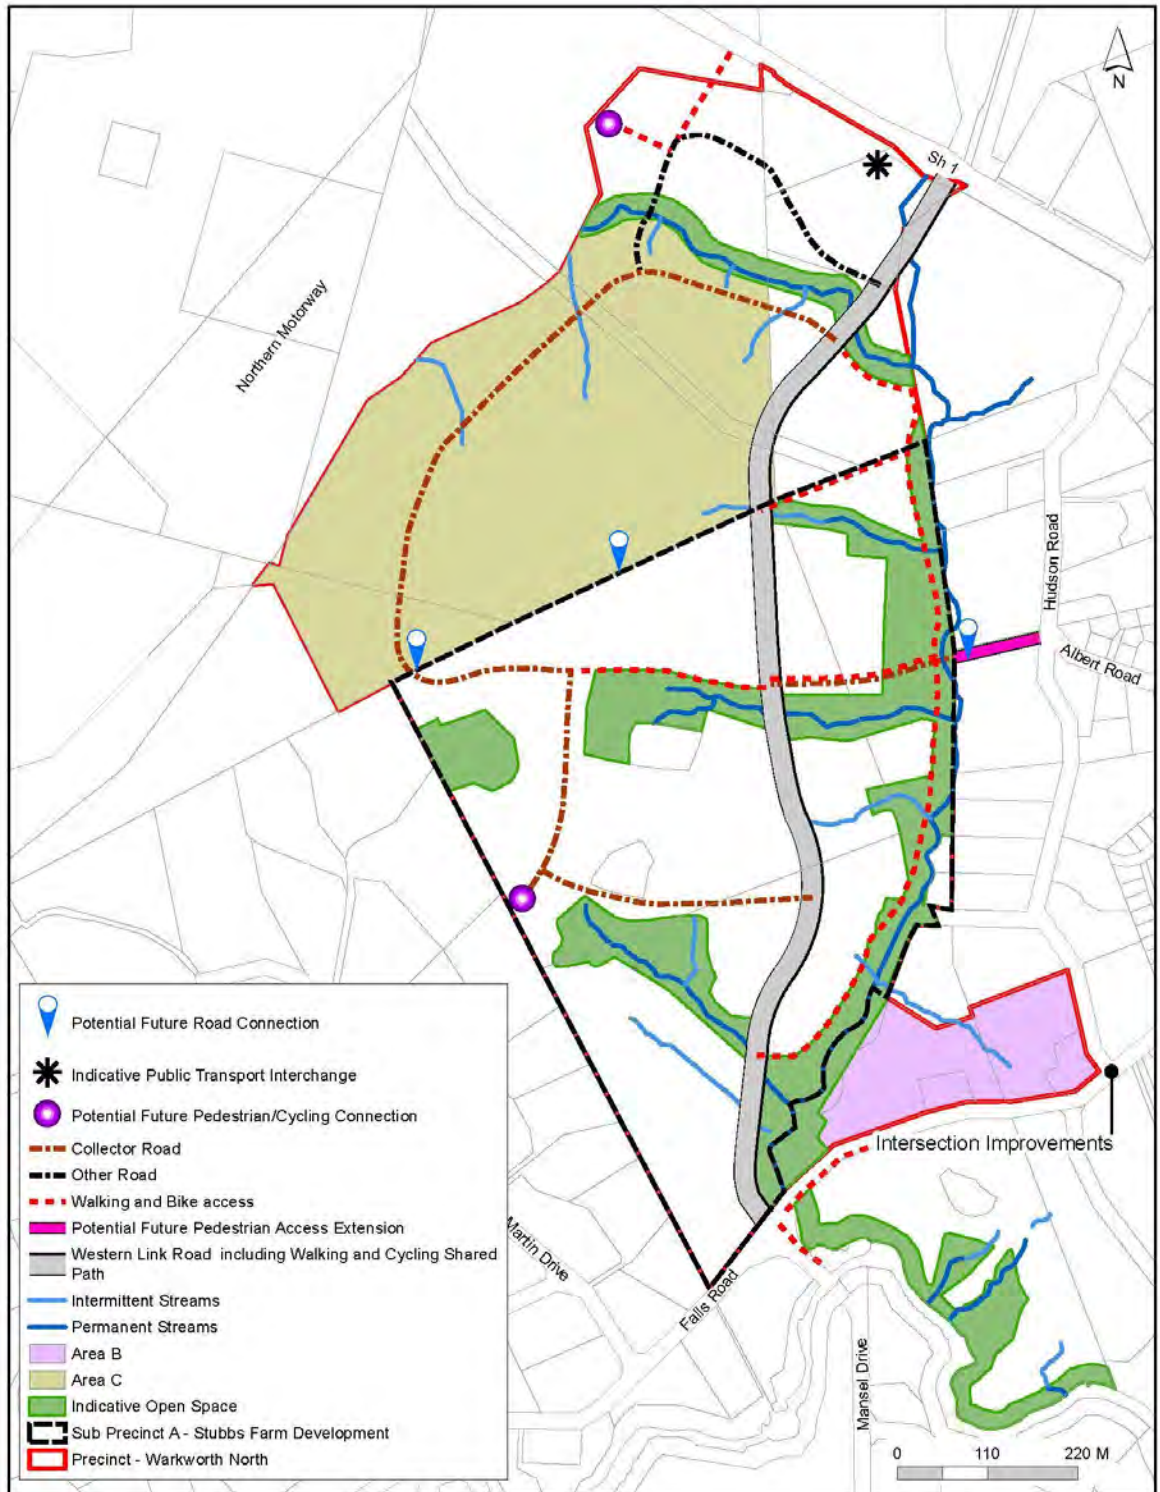 N
Sh 1
Northern Motorway
Hudson Road
Albert Road
Potential Future Road Connection
Indicative Public Transport Interchange
Potential Future Pedestrian/Cycling Connection
Collector Road
Other Road
Walking and Bike access
Potential Future Pedestrian Access Extension
Western Link Road including Walking and Cycling Shared
Path
Intermittent Streams
Permanent Streams
Area B
Area C
Indicative Open Space
Sub Precinct A - Stubbs Farm Development
Precinct - Warkworth North
Intersection Improvements
Martin Drive
Falls Road
Mansel Drive
0 110 220 M